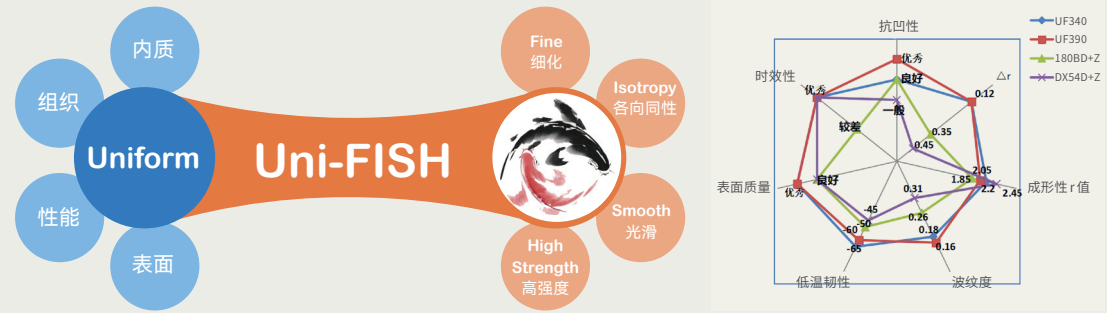 内质
组织
Uniform
性能
表面
Uni-FISH
Fine
细化
Isotropy
各向同性
Smooth
光滑
High
Strength
高强度
抗凹性
UF340
UF390
180BD+Z
DX54D+Z
优秀
良好
一般
△r
0.12
0.35
0.45
时效性
优秀
较差
成形性 r 值
2.05
1.85
2.2
2.45
表面质量
优秀
良好
0.31
0.26
0.18
0.16
波纹度
-45
-50
-60
-65
低温韧性